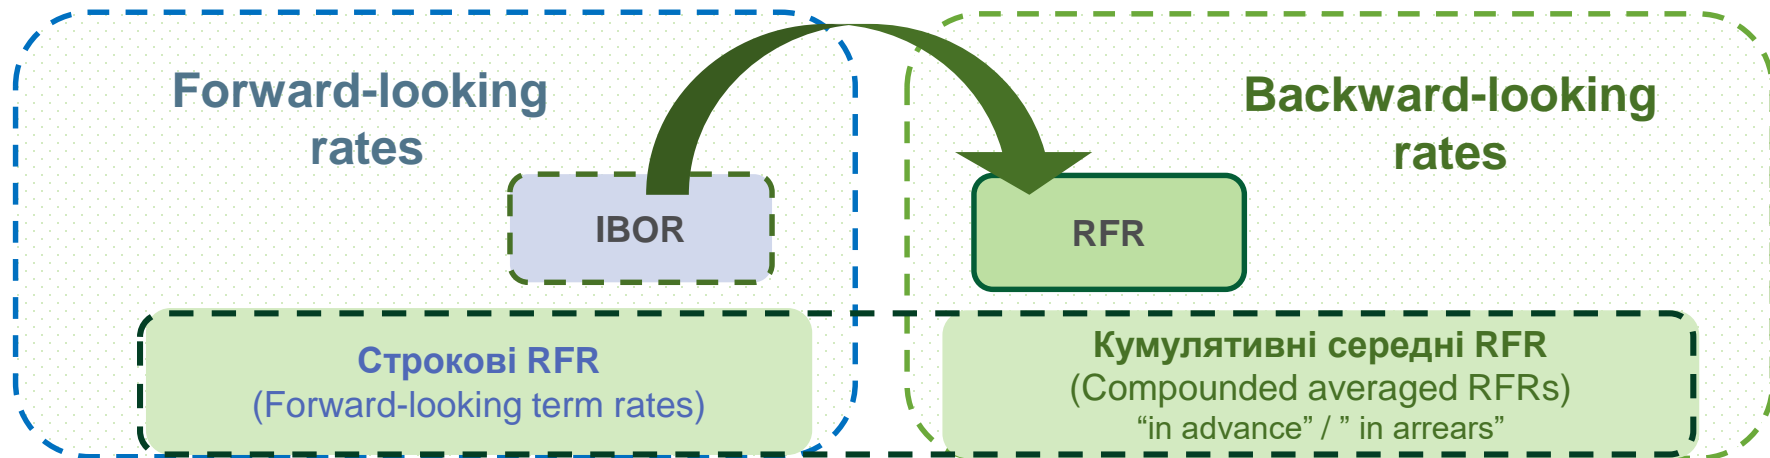 Forward-looking
rates
IBOR
Строкові RFR
(Forward-looking term rates)
Backward-looking
rates
RFR
Кумулятивні середні RFR
(Compounded averaged RFRs)
“in advance” / ” in arrears”